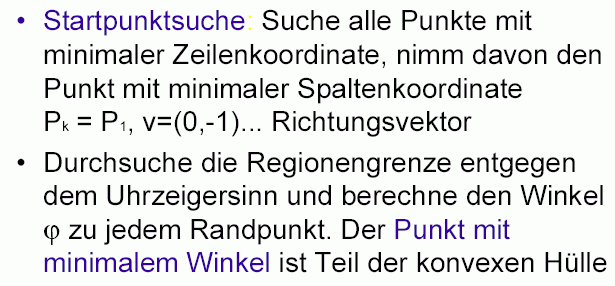 • Startpunktsuche: Suche alle Punkte mit
minimaler Zeilenkoordinate, nimm davon den
Punkt mit minimaler Spaltenkoordinate
Pₖ = P₁, v=(0,-1)... Richtungsvektor
• Durchsuche die Regionengrenze entgegen
dem Uhrzeigersinn und berechne den Winkel
φ zu jedem Randpunkt. Der Punkt mit
minimalem Winkel ist Teil der konvexen Hülle